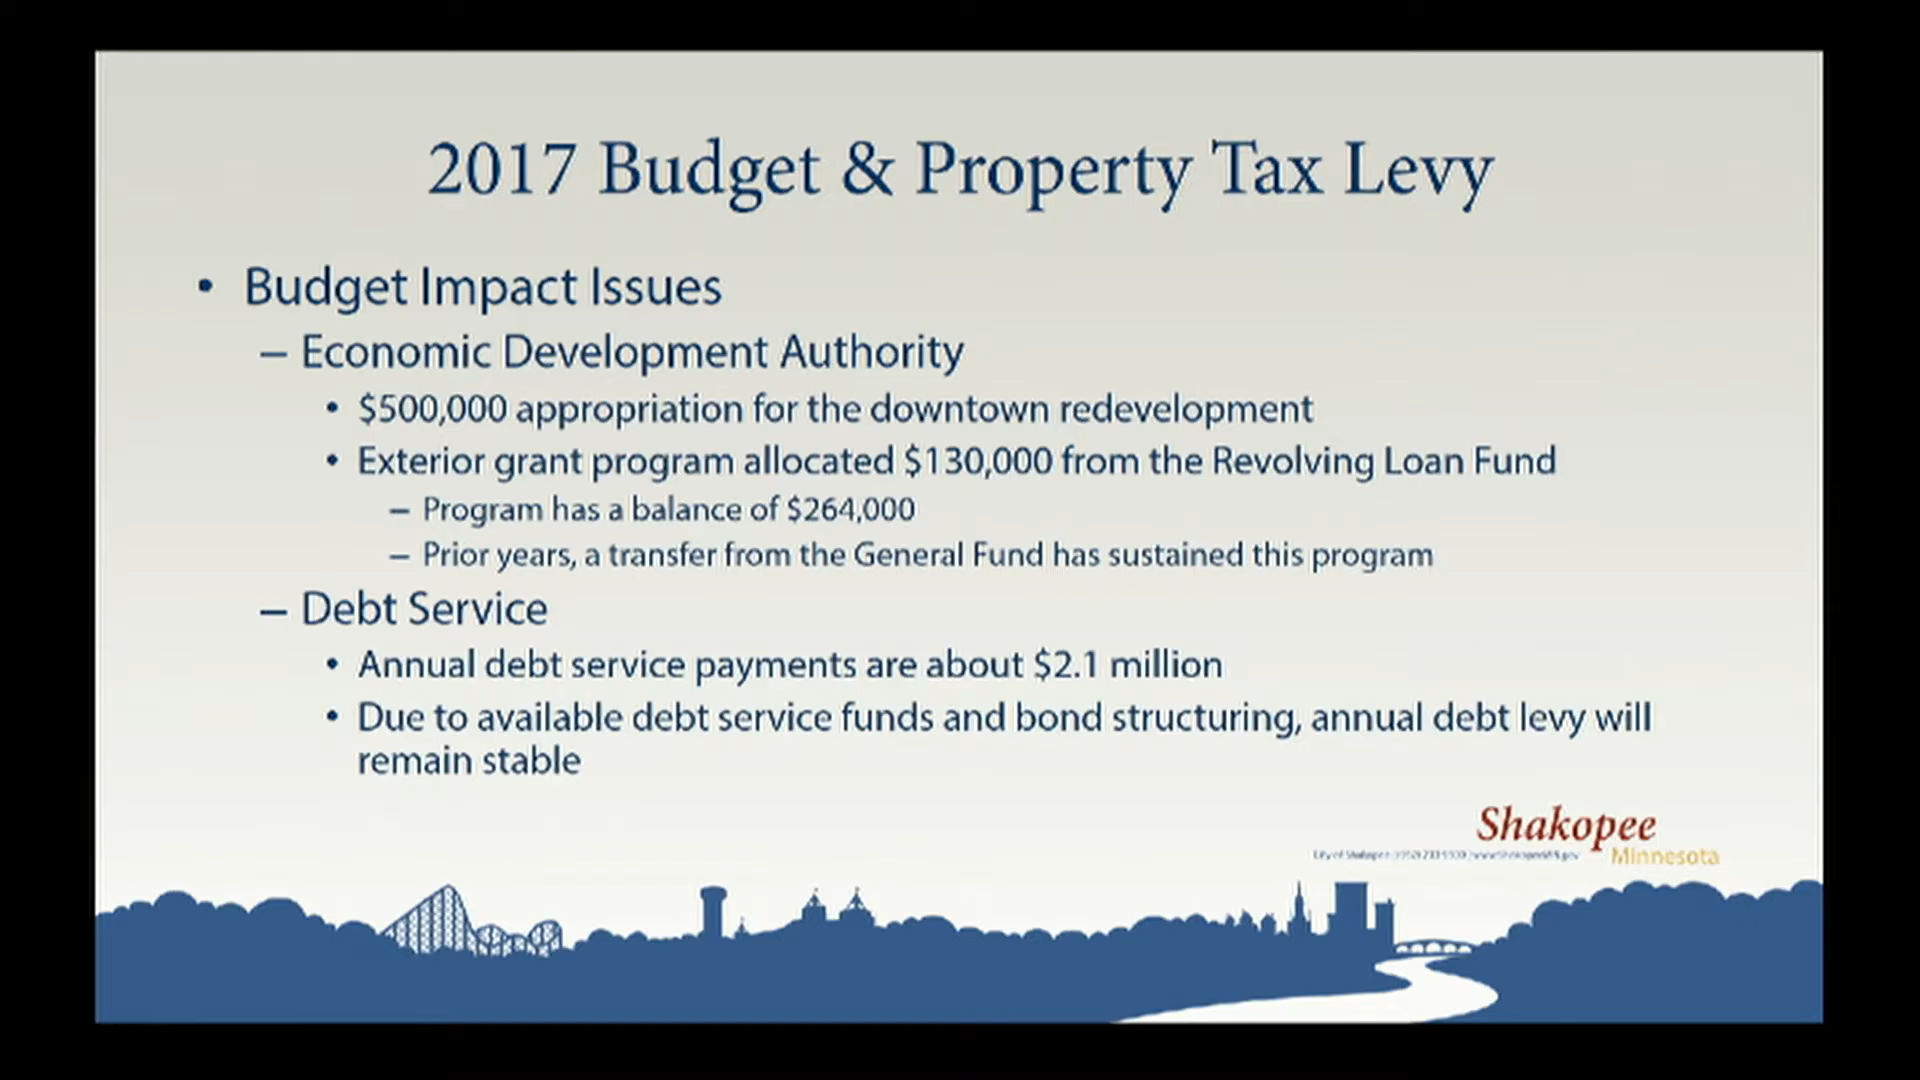 2017 Budget & Property Tax Levy
• Budget Impact Issues
– Economic Development Authority
• $500,000 appropriation for the downtown redevelopment
• Exterior grant program allocated $130,000 from the Revolving Loan Fund
– Program has a balance of $264,000
– Prior years, a transfer from the General Fund has sustained this program
– Debt Service
• Annual debt service payments are about $2.1 million
• Due to available debt service funds and bond structuring, annual debt levy will
remain stable
Shakopee
City of Shakopee
Minnesota